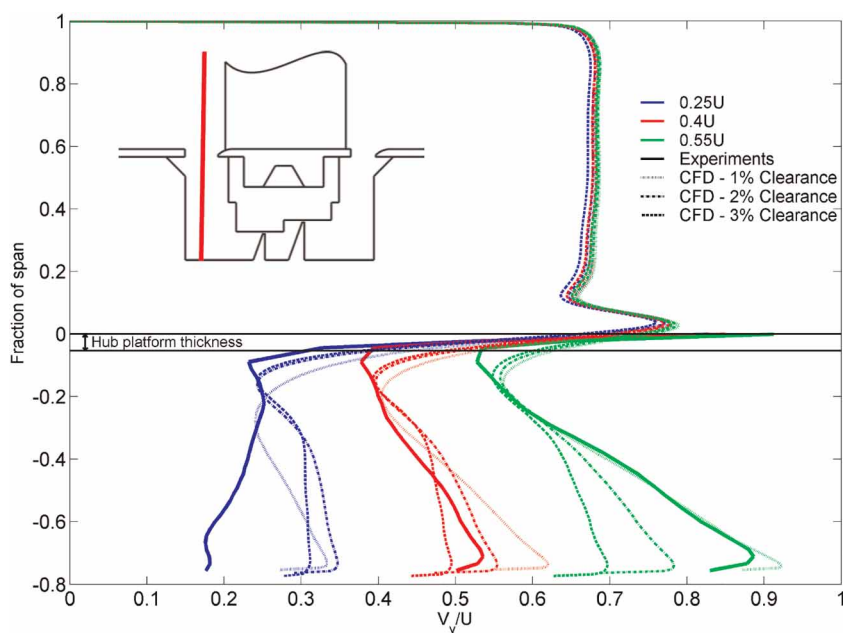 1
0.8
0.6
0.4
0.2
0
-0.2
-0.4
-0.6
-0.8
Fraction of span
Hub platform thickness
0.25U
0.4U
0.55U
Experiments
CFD - 1% Clearance
CFD - 2% Clearance
CFD - 3% Clearance
0 0.1 0.2 0.3 0.4 0.5 0.6 0.7 0.8 0.9 1
V_y/U